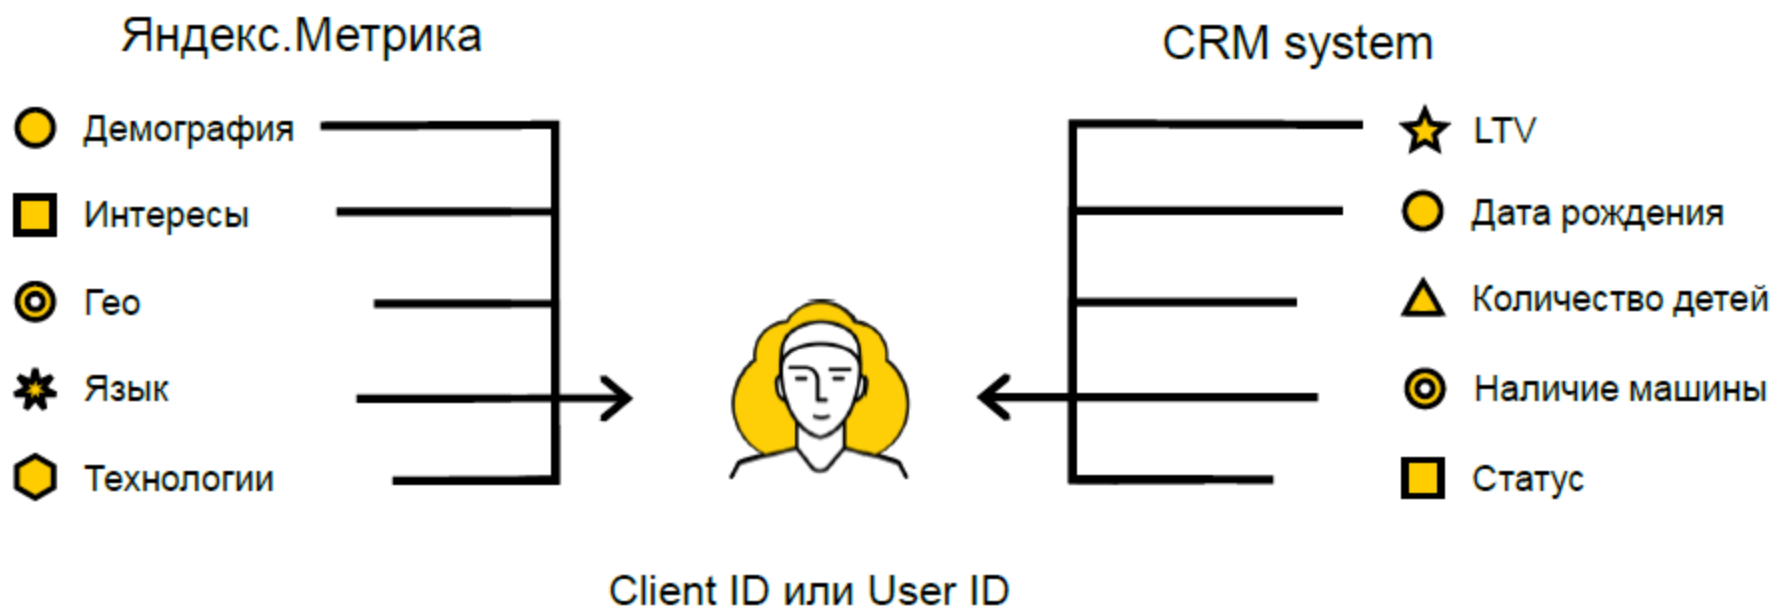 Яндекс.Метрика
Демография
Интересы
Гео
Язык
Технологии
CRM system
LTV
Дата рождения
Количество детей
Наличие машины
Статус
Client ID или User ID